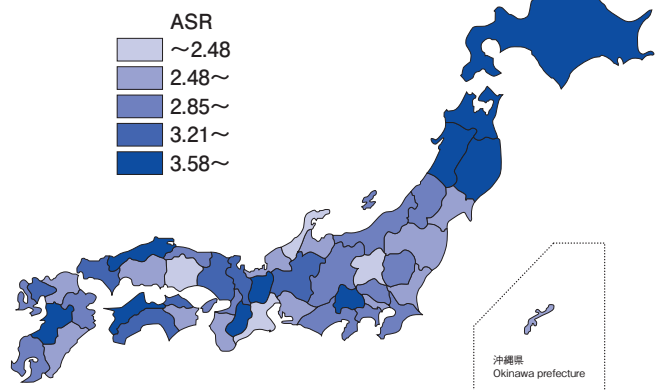 ASR
～2.48
2.48～
2.85～
3.21～
3.58～
沖縄県
Okinawa prefecture